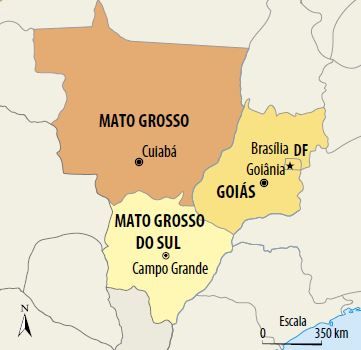 MATO GROSSO
Cuiabá
Brasília DF
Goiânia
GOIÁS
MATO GROSSO
DO SUL
Campo Grande
N
Escala
0 350 km